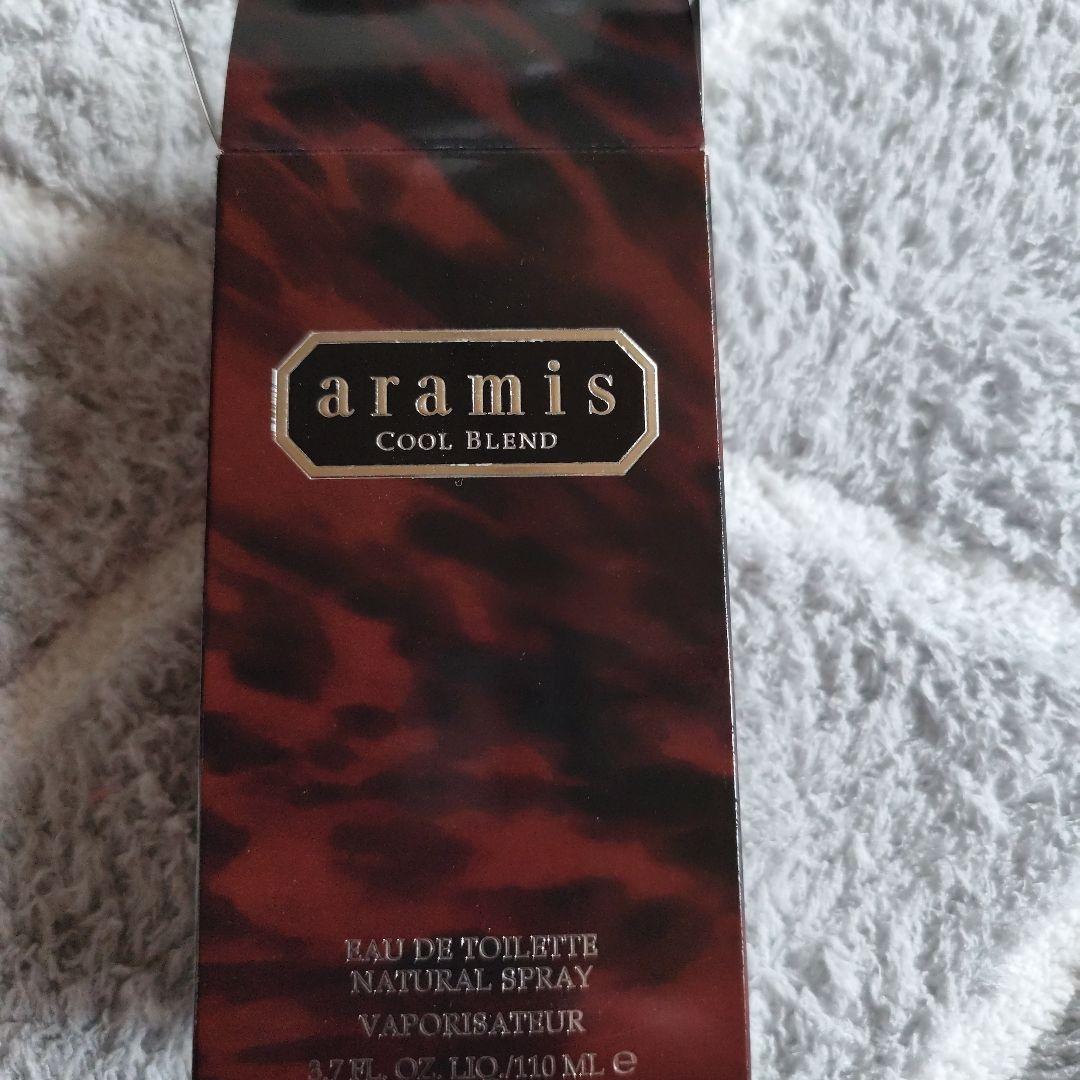 aramis
COOL BLEND
EAU DE TOILETTE
NATURAL SPRAY
VAPORISATEUR
3.7 FL. OZ. LIQ./110 ML ℮